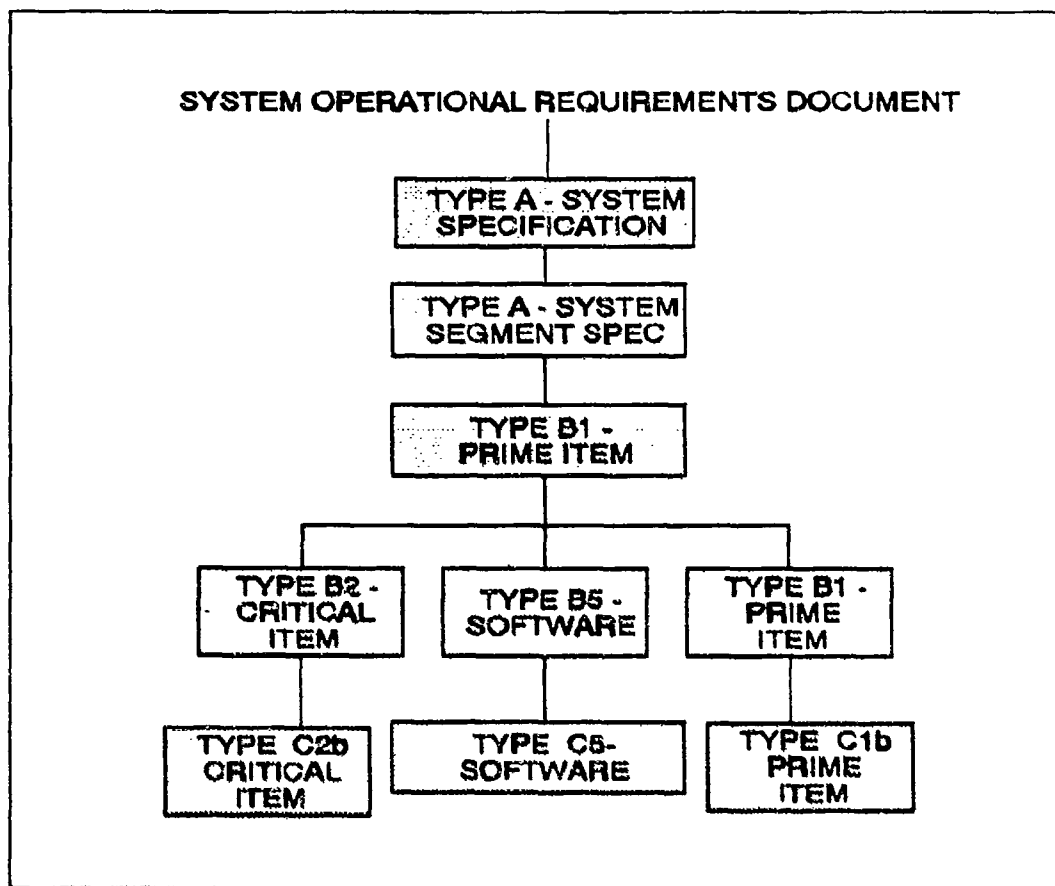 SYSTEM OPERATIONAL REQUIREMENTS DOCUMENT
TYPE A - SYSTEM
SPECIFICATION
TYPE A - SYSTEM
SEGMENT SPEC
TYPE B1 -
PRIME ITEM
TYPE B2 -
CRITICAL
ITEM
TYPE B5 -
SOFTWARE
TYPE B1 -
PRIME
ITEM
TYPE C2b
CRITICAL
ITEM
TYPE C5-
SOFTWARE
TYPE C1b
PRIME
ITEM